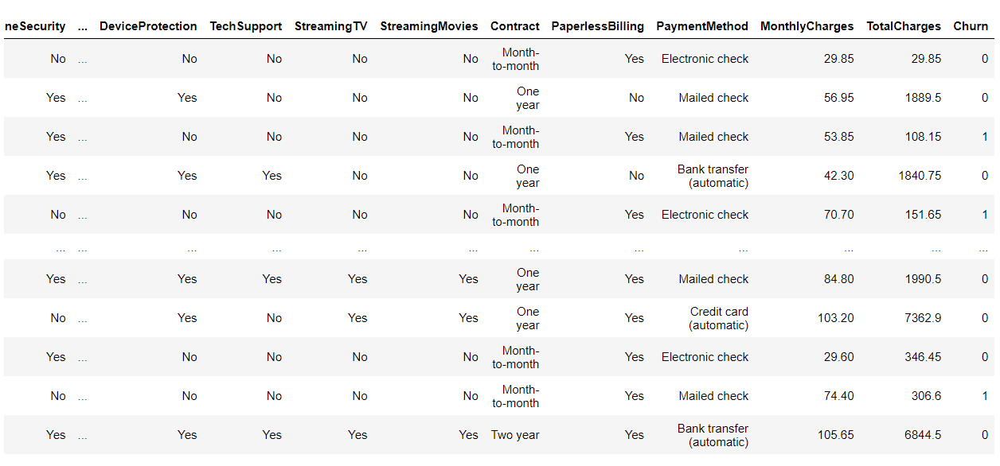 neSecurity ... DeviceProtection TechSupport StreamingTV StreamingMovies Contract PaperlessBilling PaymentMethod MonthlyCharges TotalCharges Churn
No ... No No No No Month-to-month Yes Electronic check 29.85 29.85 0
Yes ... Yes No No No One year No Mailed check 56.95 1889.5 0
Yes ... No No No No Month-to-month Yes Mailed check 53.85 108.15 1
Yes ... Yes Yes No No One year No Bank transfer (automatic) 42.30 1840.75 0
No ... No No No No Month-to-month Yes Electronic check 70.70 151.65 1
... ... ... ... ... ... ... ... ... ... ... ...
Yes ... Yes Yes Yes Yes One year Yes Mailed check 84.80 1990.5 0
No ... Yes No Yes Yes One year Yes Credit card (automatic) 103.20 7362.9 0
Yes ... No No No No Month-to-month Yes Electronic check 29.60 346.45 0
No ... No No No No Month-to-month Yes Mailed check 74.40 306.6 1
Yes ... Yes Yes Yes Yes Two year Yes Bank transfer (automatic) 105.65 6844.5 0